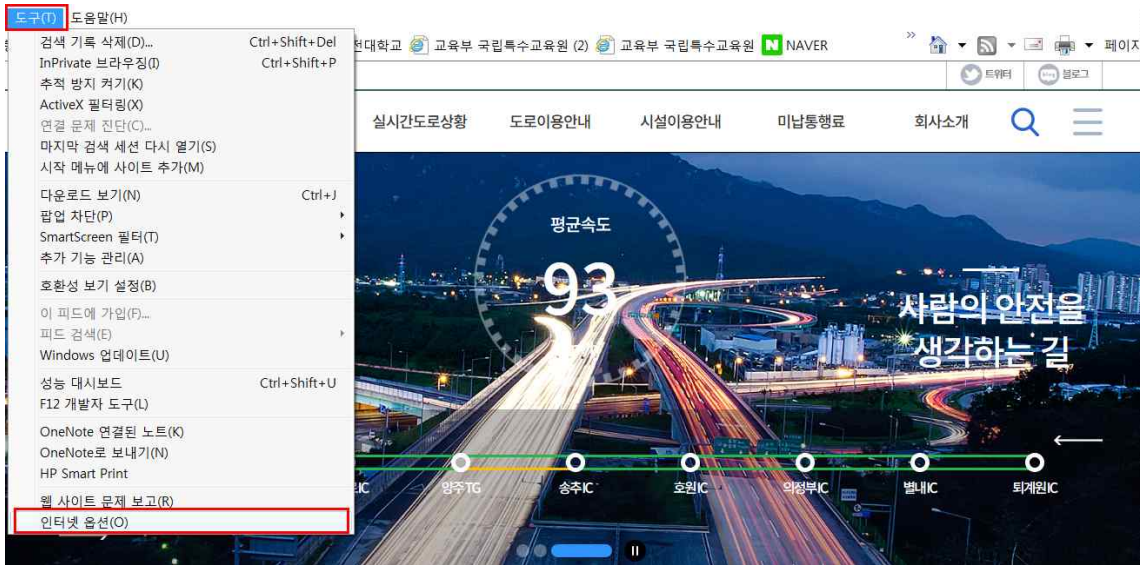 도구(T) 도움말(H)
검색 기록 삭제(D)... Ctrl+Shift+Del
InPrivate 브라우징(I) Ctrl+Shift+P
추적 방지 켜기(K)
ActiveX 필터링(X)
연결 문제 진단(C)...
마지막 검색 세션 다시 열기(S)
시작 메뉴에 사이트 추가(M)
다운로드 보기(N) Ctrl+J
팝업 차단(P)
SmartScreen 필터(T)
추가 기능 관리(A)
호환성 보기 설정(B)
이 피드에 가입(F)...
피드 검색(E)
Windows 업데이트(U)
성능 대시보드 Ctrl+Shift+U
F12 개발자 도구(L)
OneNote 연결된 노트(K)
OneNote로 보내기(N)
HP Smart Print
웹 사이트 문제 보고(R)
인터넷 옵션(O)
대학교 교육부 국립특수교육원 (2) 교육부 국립특수교육원 NAVER 페이지
트위터 블로그
실시간도로상황 도로이용안내 시설이용안내 미납통행료 회사소개
평균속도
93
사람의 안전을
생각하는 길
양주TG 송추IC 호원IC 의정부IC 별내IC 퇴계원IC